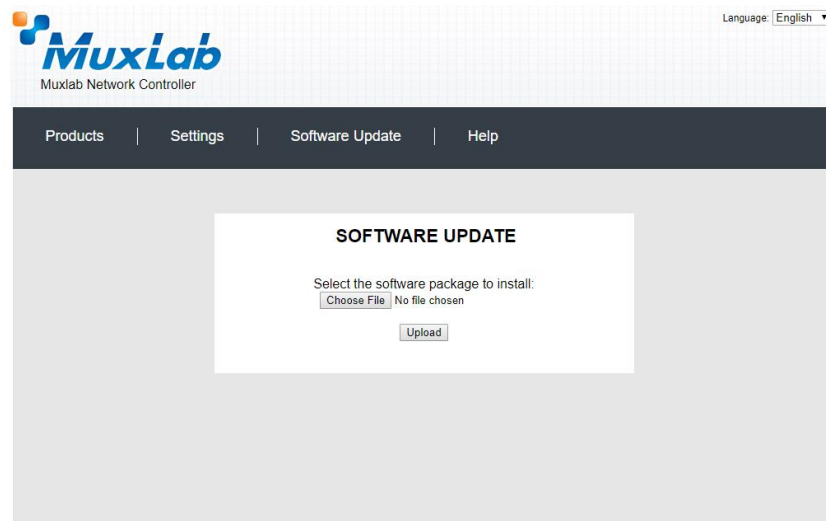 Language: English
MuxLab
Muxlab Network Controller
Products | Settings | Software Update | Help
SOFTWARE UPDATE
Select the software package to install:
Choose File No file chosen
Upload